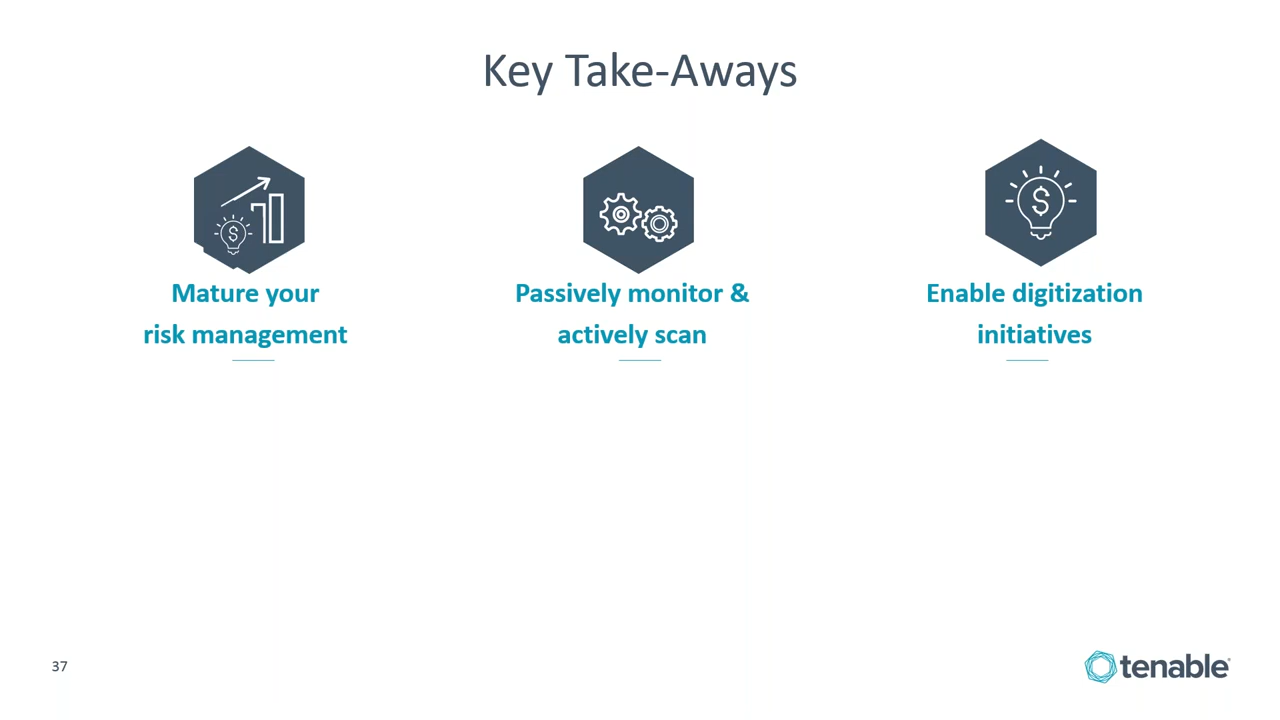 Key Take-Aways
Mature your
risk management
Passively monitor &
actively scan
Enable digitization
initiatives
37
tenable